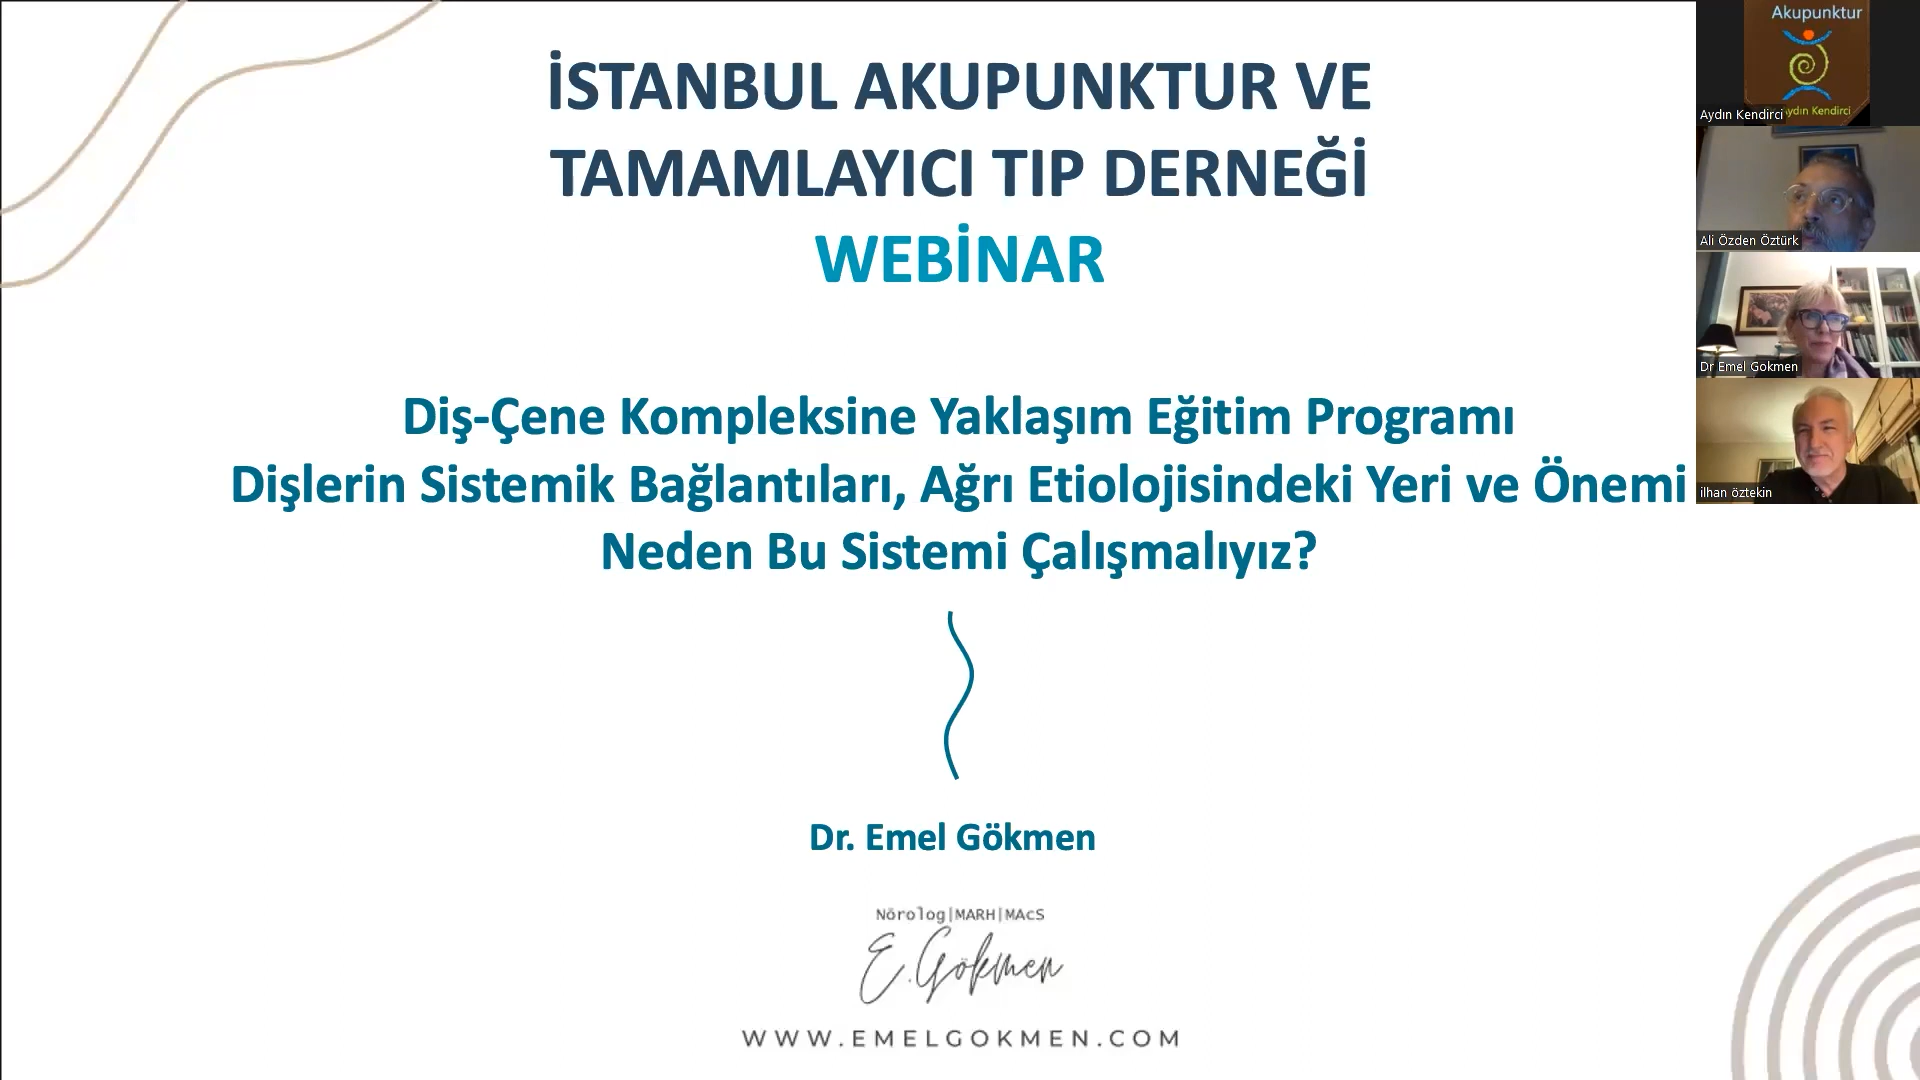 İSTANBUL AKUPUNKTUR VE
TAMAMLAYICI TIP DERNEĞİ
WEBİNAR
Diş-Çene Kompleksine Yaklaşım Eğitim Programı
Dişlerin Sistemik Bağlantıları, Ağrı Etiolojisindeki Yeri ve Önemi
Neden Bu Sistemi Çalışmalıyız?
Dr. Emel Gökmen
Nörolog|MARH|MAcS
E. Gökmen
WWW.EMELGOKMEN.COM
Akupunktur
Aydın Kendirci
Aydın Kendirci
Ali Özden Öztürk
Dr Emel Gokmen
ilhan öztekin